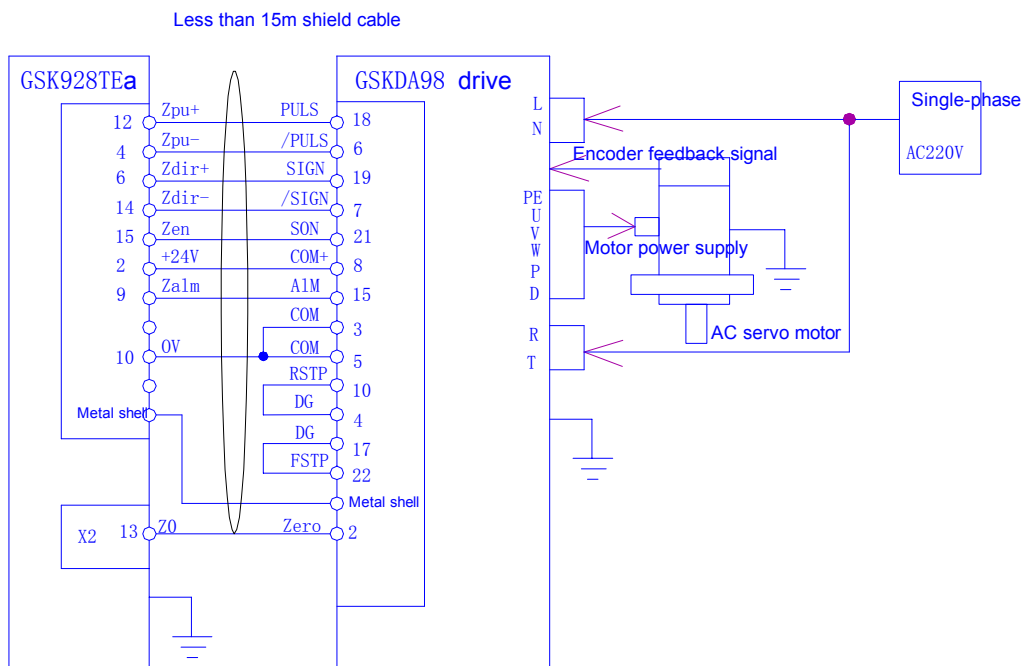 Less than 15m shield cable
GSK928TEa
GSKDA98 drive
12 Zpu+ PULS 18
4 Zpu- /PULS 6
6 Zdir+ SIGN 19
14 Zdir- /SIGN 7
15 Zen SON 21
2 +24V COM+ 8
9 Zalm AlM 15
COM 3
10 0V COM 5
RSTP 10
DG 4
DG 17
FSTP 22
Metal shell
Metal shell
X2 13 Z0 Zero 2
L
N
Encoder feedback signal
PE
U
V
W
P
D
Motor power supply
R
T
AC servo motor
Single-phase
AC220V